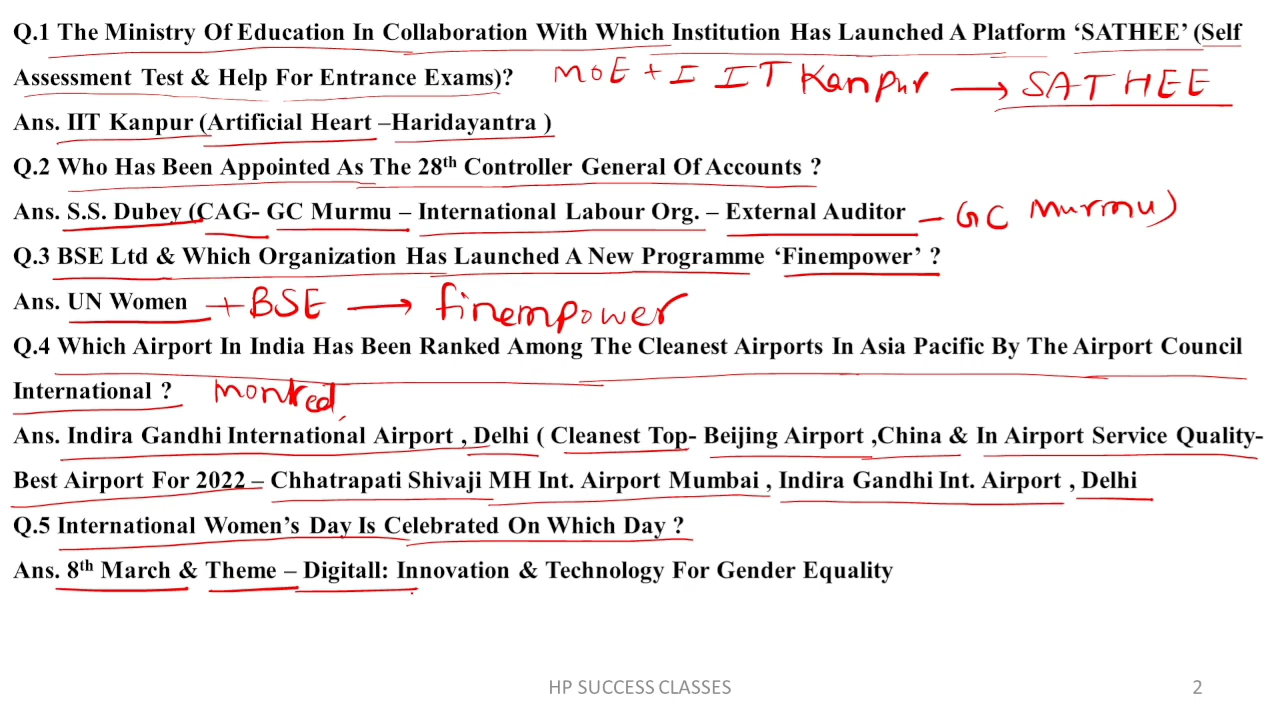 Q.1 The Ministry Of Education In Collaboration With Which Institution Has Launched A Platform ‘SATHEE’ (Self
Assessment Test & Help For Entrance Exams)? MOE + I IIT Kanpur → SATHEE
Ans. IIT Kanpur (Artificial Heart –Haridayantra )
Q.2 Who Has Been Appointed As The 28th Controller General Of Accounts ?
Ans. S.S. Dubey (CAG- GC Murmu – International Labour Org. – External Auditor – GC Murmu)
Q.3 BSE Ltd & Which Organization Has Launched A New Programme ‘Finempower’ ?
Ans. UN Women + BSE → finempower
Q.4 Which Airport In India Has Been Ranked Among The Cleanest Airports In Asia Pacific By The Airport Council
International ?
Ans. Indira Gandhi International Airport , Delhi ( Cleanest Top- Beijing Airport ,China & In Airport Service Quality-
Best Airport For 2022 – Chhatrapati Shivaji MH Int. Airport Mumbai , Indira Gandhi Int. Airport , Delhi
Q.5 International Women’s Day Is Celebrated On Which Day ?
Ans. 8th March & Theme – Digitall: Innovation & Technology For Gender Equality
HP SUCCESS CLASSES 2